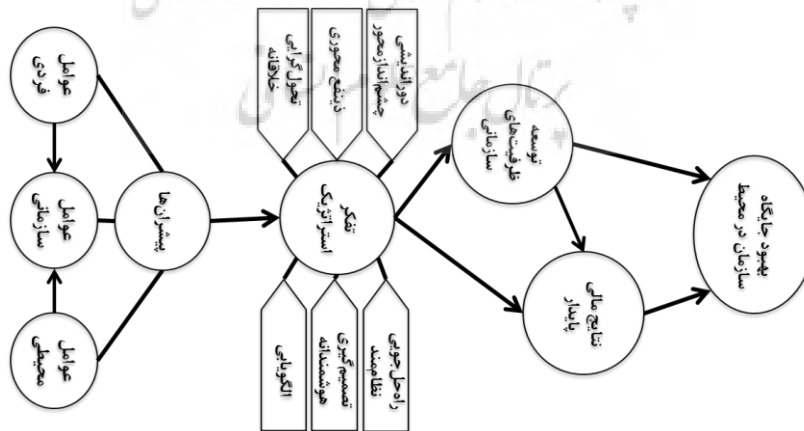 پرتال جامع
عوامل
فردی
عوامل
سازمانی
عوامل
محیطی
پیشران‌ها
تحول‌گرایی
خلاقانه
ذینفع محوری
دوراندیشی
چشم‌اندازمحور
تفکر
استراتژیک
الگویابی
تصمیم‌گیری
هوشمندانه
راه‌حل‌جویی
نظام‌مند
توسعه
ظرفیت‌های
سازمانی
نتایج مالی
پایدار
بهبود جایگاه
سازمان در محیط